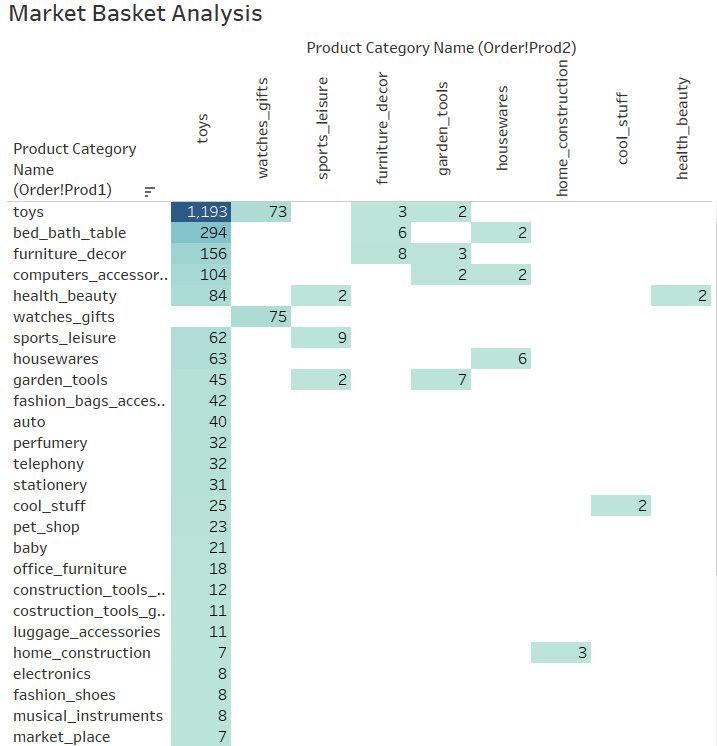 Market Basket Analysis
Product Category Name (Order!Prod2)
Product Category
Name
(Order!Prod1)
toys
watches_gifts
sports_leisure
furniture_decor
garden_tools
housewares
home_construction
cool_stuff
health_beauty
toys 1,193 73 3 2
bed_bath_table 294 6 2
furniture_decor 156 8 3
computers_accessor.. 104 2 2
health_beauty 84 2 2
watches_gifts 75
sports_leisure 62 9
housewares 63 6
garden_tools 45 2 7
fashion_bags_acces.. 42
auto 40
perfumery 32
telephony 32
stationery 31
cool_stuff 25 2
pet_shop 23
baby 21
office_furniture 18
construction_tools_.. 12
costruction_tools_g.. 11
luggage_accessories 11
home_construction 7 3
electronics 8
fashion_shoes 8
musical_instruments 8
market_place 7